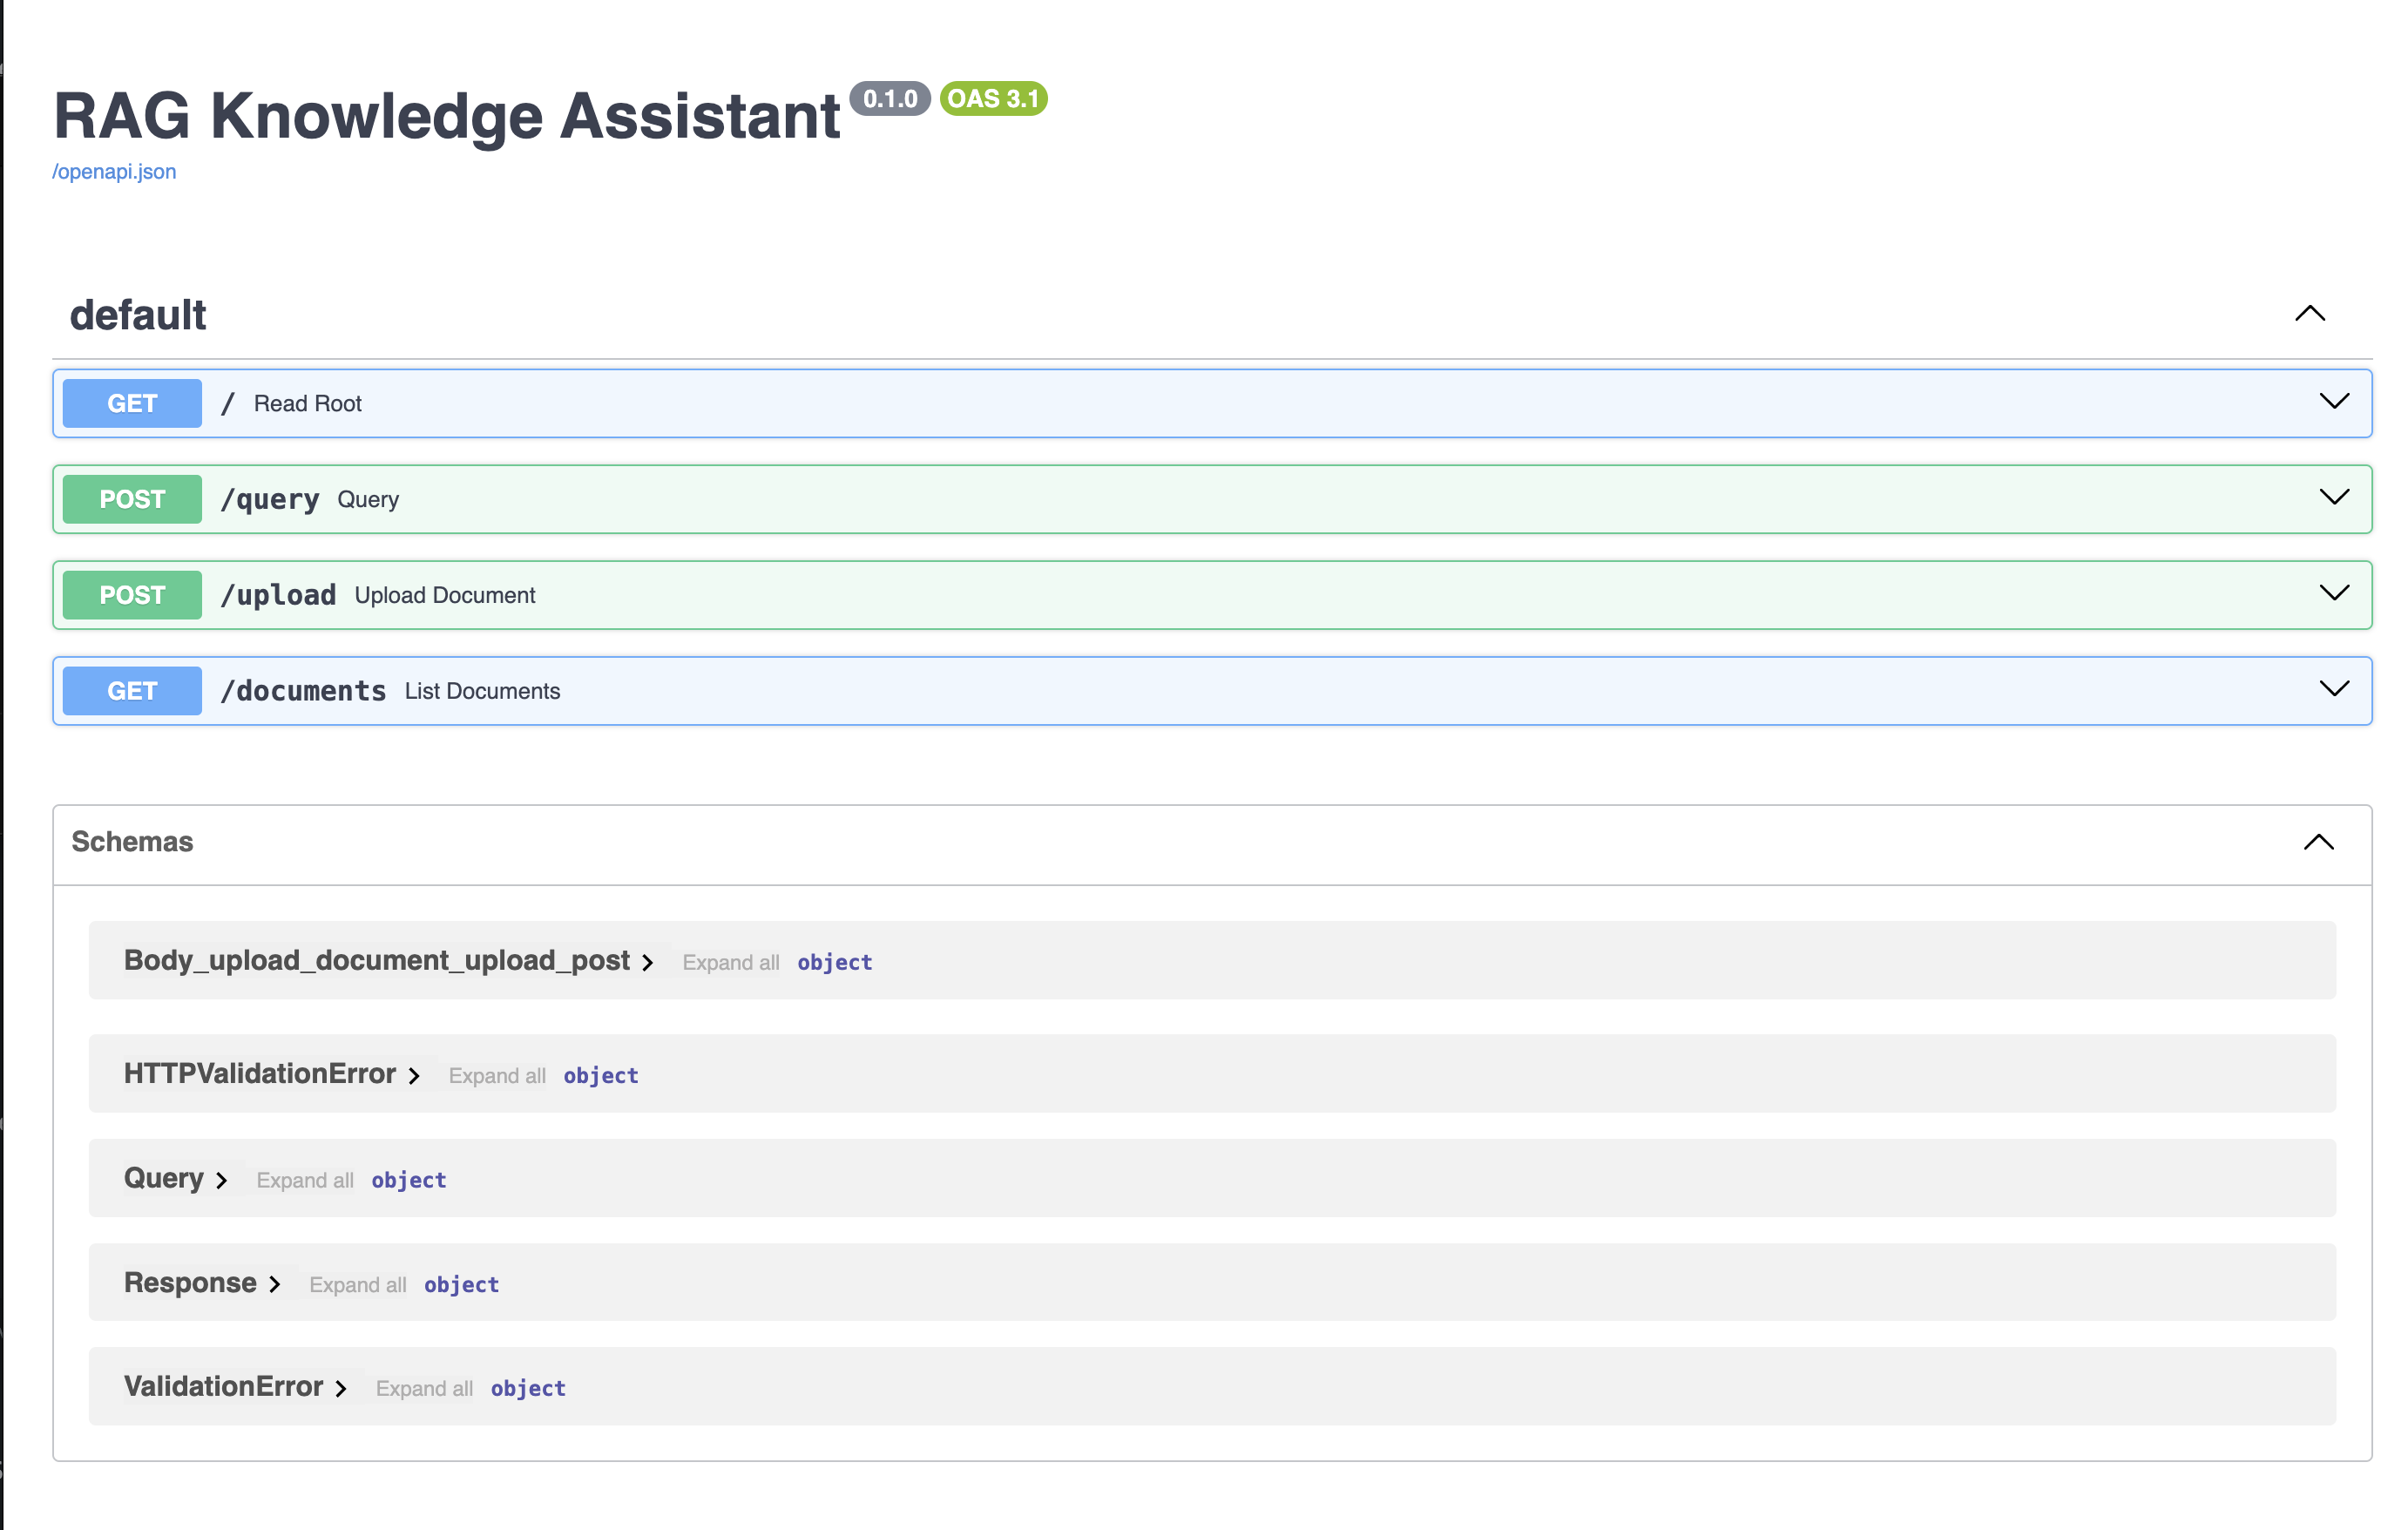 RAG Knowledge Assistant 0.1.0 OAS 3.1
/openapi.json
default
GET / Read Root
POST /query Query
POST /upload Upload Document
GET /documents List Documents
Schemas
Body_upload_document_upload_post Expand all object
HTTPValidationError Expand all object
Query Expand all object
Response Expand all object
ValidationError Expand all object